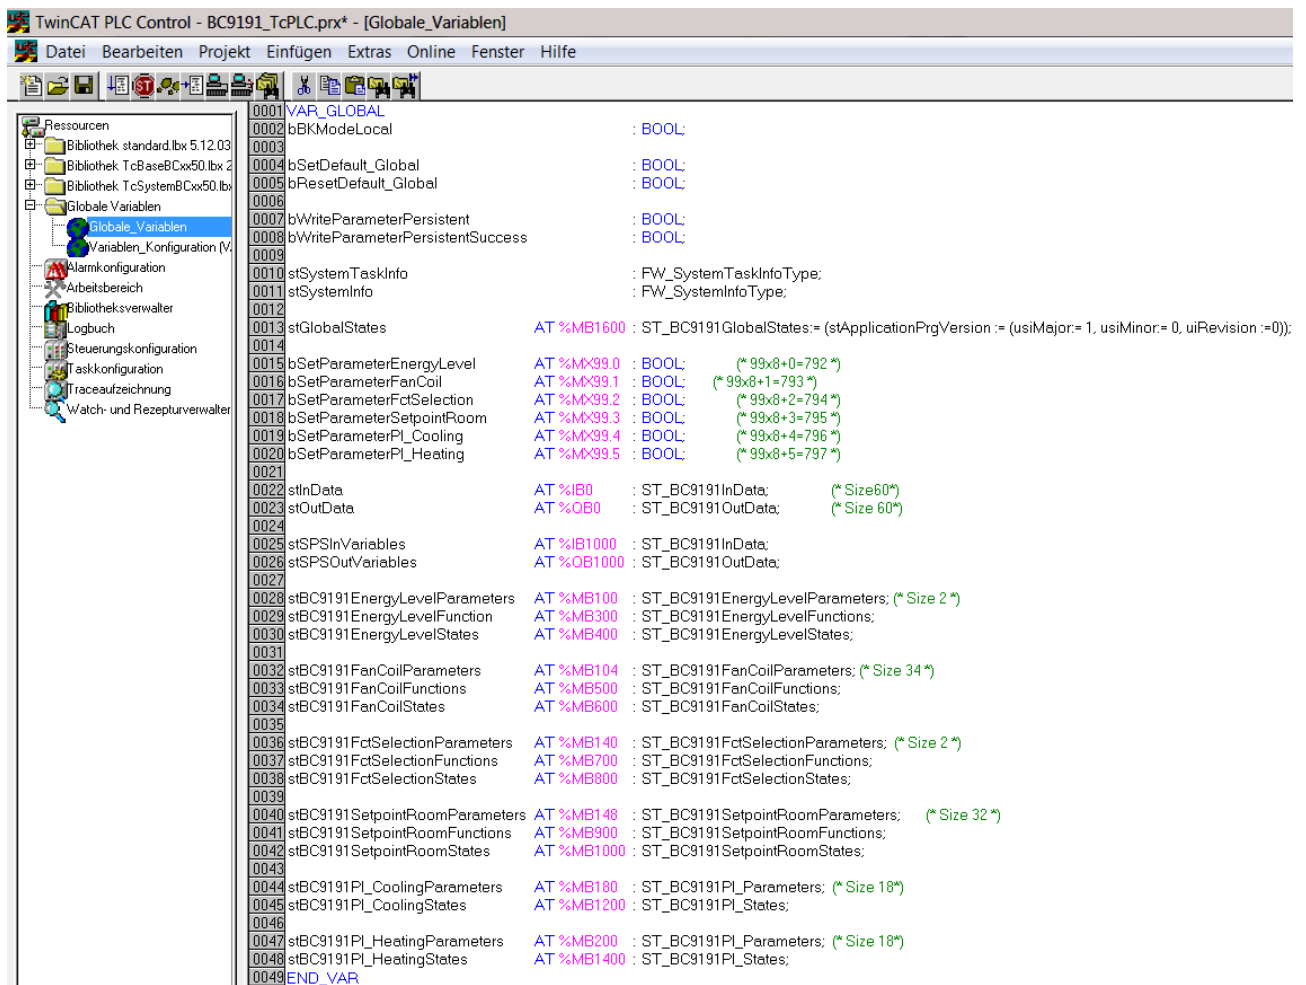 TwinCAT PLC Control - BC9191_TcPLC.prx* - [Globale_Variablen]
Datei Bearbeiten Projekt Einfügen Extras Online Fenster Hilfe
Ressourcen
Bibliothek standard.lbx 5.12.03
Bibliothek TcBaseBCxx50.lbx 2
Bibliothek TcSystemBCxx50.lbx
Globale Variablen
Globale_Variablen
Variablen_Konfiguration (V
Alarmkonfiguration
Arbeitsbereich
Bibliotheksverwalter
Logbuch
Steuerungskonfiguration
Taskkonfiguration
Traceaufzeichnung
Watch- und Rezepturverwalter
0001 VAR_GLOBAL
0002 bBKModeLocal : BOOL;
0003
0004 bSetDefault_Global : BOOL;
0005 bResetDefault_Global : BOOL;
0006
0007 bWriteParameterPersistent : BOOL;
0008 bWriteParameterPersistentSuccess : BOOL;
0009
0010 stSystemTaskInfo : FW_SystemTaskInfoType;
0011 stSystemInfo : FW_SystemInfoType;
0012
0013 stGlobalStates AT %MB1600 : ST_BC9191GlobalStates:= (stApplicationPrgVersion := (usiMajor:= 1, usiMinor:= 0, uiRevision :=0));
0014
0015 bSetParameterEnergyLevel AT %MX99.0 : BOOL; (* 99x8+0=792 *)
0016 bSetParameterFanCoil AT %MX99.1 : BOOL; (* 99x8+1=793 *)
0017 bSetParameterFctSelection AT %MX99.2 : BOOL; (* 99x8+2=794 *)
0018 bSetParameterSetpointRoom AT %MX99.3 : BOOL; (* 99x8+3=795 *)
0019 bSetParameterPI_Cooling AT %MX99.4 : BOOL; (* 99x8+4=796 *)
0020 bSetParameterPI_Heating AT %MX99.5 : BOOL; (* 99x8+5=797 *)
0021
0022 stInData AT %IB0 : ST_BC9191InData; (* Size60*)
0023 stOutData AT %QB0 : ST_BC9191OutData; (* Size 60*)
0024
0025 stSPSInVariables AT %IB1000 : ST_BC9191InData;
0026 stSPSOutVariables AT %QB1000 : ST_BC9191OutData;
0027
0028 stBC9191EnergyLevelParameters AT %MB100 : ST_BC9191EnergyLevelParameters; (* Size 2 *)
0029 stBC9191EnergyLevelFunction AT %MB300 : ST_BC9191EnergyLevelFunctions;
0030 stBC9191EnergyLevelStates AT %MB400 : ST_BC9191EnergyLevelStates;
0031
0032 stBC9191FanCoilParameters AT %MB104 : ST_BC9191FanCoilParameters; (* Size 34 *)
0033 stBC9191FanCoilFunctions AT %MB500 : ST_BC9191FanCoilFunctions;
0034 stBC9191FanCoilStates AT %MB600 : ST_BC9191FanCoilStates;
0035
0036 stBC9191FctSelectionParameters AT %MB140 : ST_BC9191FctSelectionParameters; (* Size 2 *)
0037 stBC9191FctSelectionFunctions AT %MB700 : ST_BC9191FctSelectionFunctions;
0038 stBC9191FctSelectionStates AT %MB800 : ST_BC9191FctSelectionStates;
0039
0040 stBC9191SetpointRoomParameters AT %MB148 : ST_BC9191SetpointRoomParameters; (* Size 32 *)
0041 stBC9191SetpointRoomFunctions AT %MB900 : ST_BC9191SetpointRoomFunctions;
0042 stBC9191SetpointRoomStates AT %MB1000 : ST_BC9191SetpointRoomStates;
0043
0044 stBC9191PI_CoolingParameters AT %MB180 : ST_BC9191PI_Parameters; (* Size 18*)
0045 stBC9191PI_CoolingStates AT %MB1200 : ST_BC9191PI_States;
0046
0047 stBC9191PI_HeatingParameters AT %MB200 : ST_BC9191PI_Parameters; (* Size 18*)
0048 stBC9191PI_HeatingStates AT %MB1400 : ST_BC9191PI_States;
0049 END_VAR